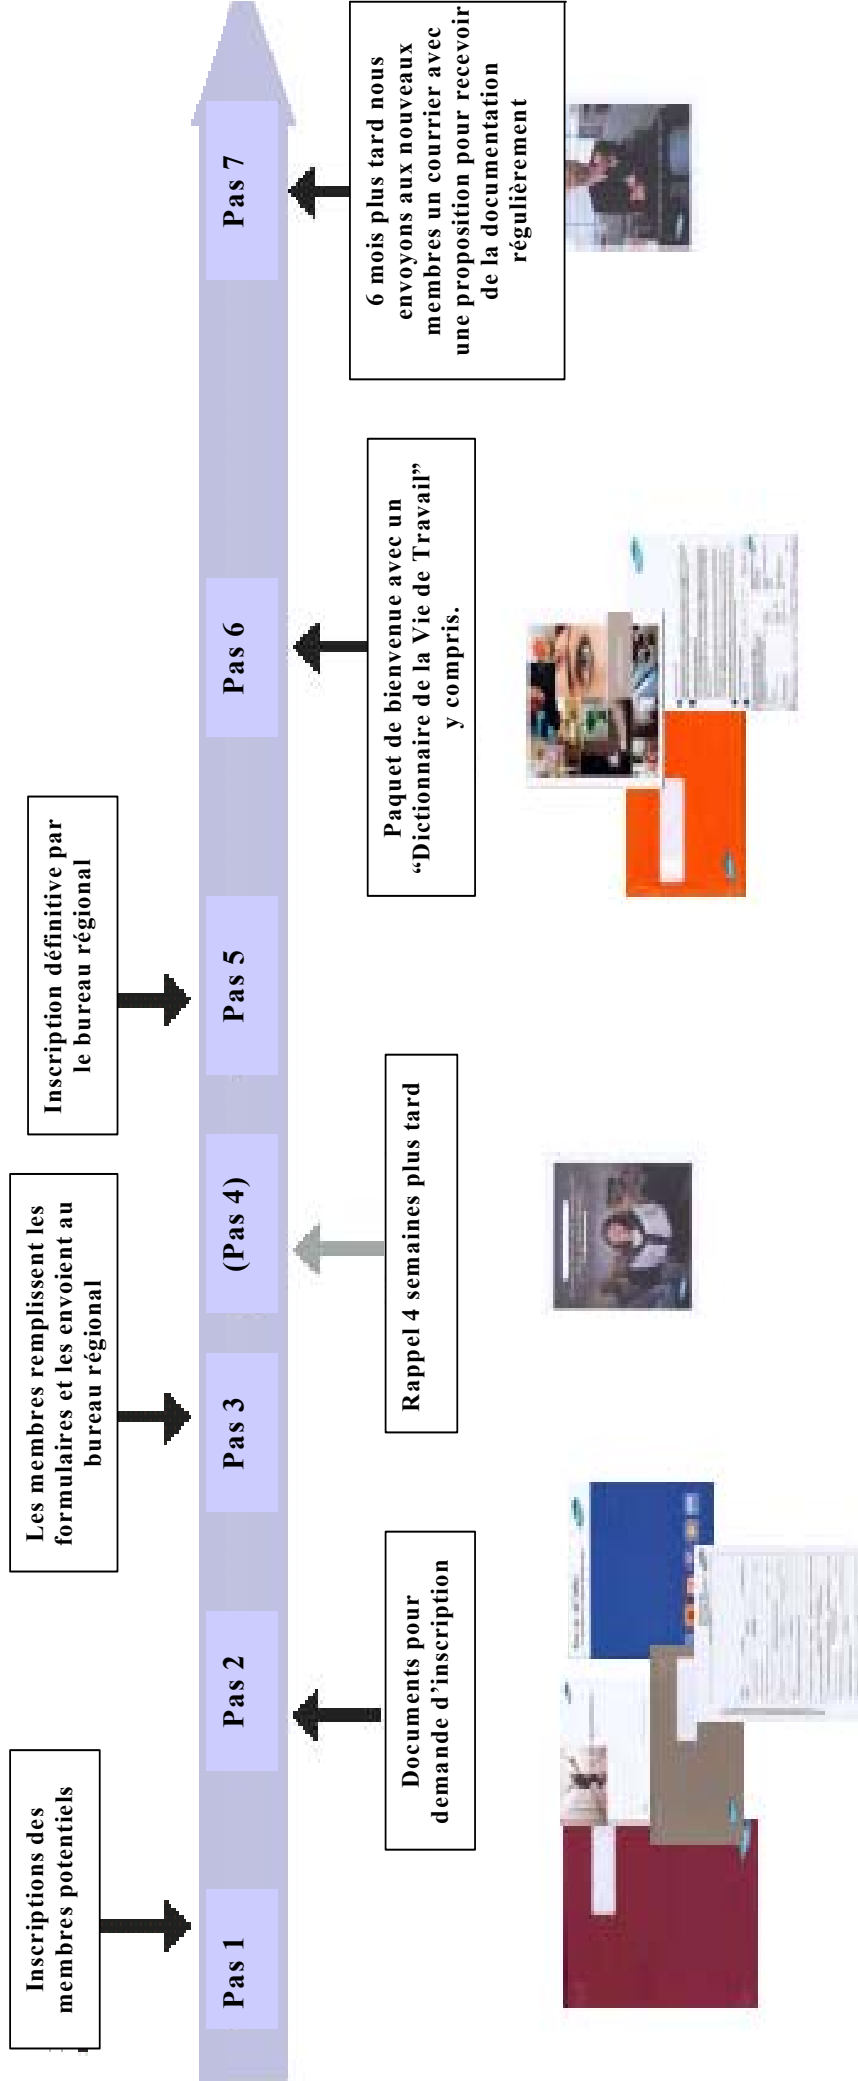 Inscriptions des
membres potentiels
Les membres remplissent les
formulaires et les envoient au
bureau régional
Inscription définitive par
le bureau régional
Pas 1
Pas 2
Pas 3
(Pas 4)
Pas 5
Pas 6
Pas 7
Documents pour
demande d’inscription
Rappel 4 semaines plus tard
Paquet de bienvenue avec un
“Dictionnaire de la Vie de Travail”
y compris.
6 mois plus tard nous
envoyons aux nouveaux
membres un courrier avec
une proposition pour recevoir
de la documentation
régulièrement